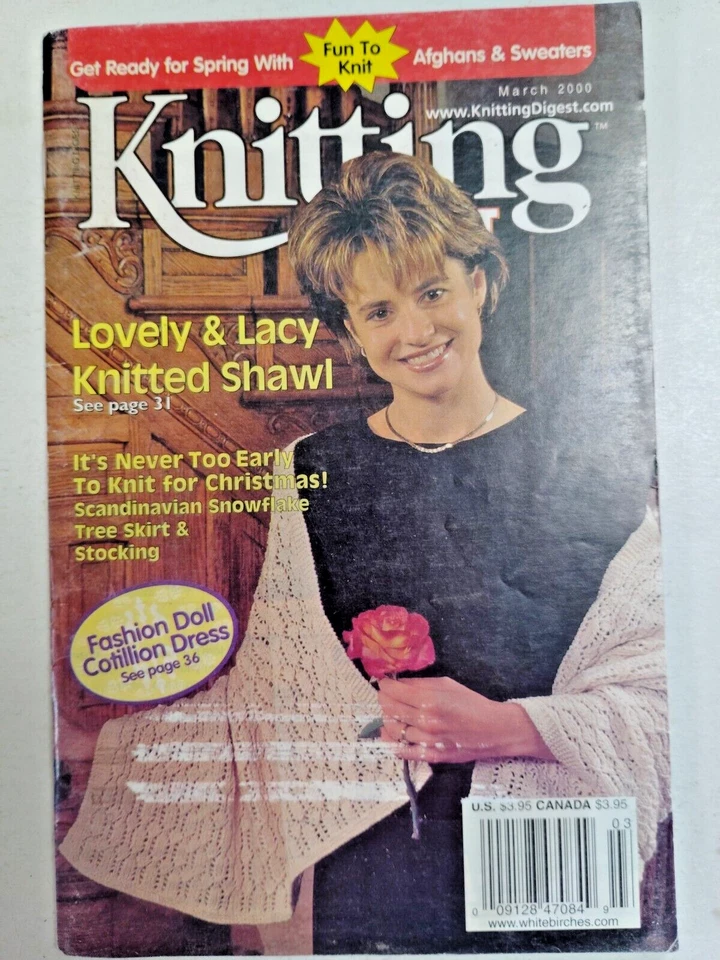 Get Ready for Spring With
Fun To
Knit
Afghans & Sweaters
March 2000
www.KnittingDigest.com
Knitting™
Lovely & Lacy
Knitted Shawl
See page 31
It's Never Too Early
To Knit for Christmas!
Scandinavian Snowflake
Tree Skirt &
Stocking
Fashion Doll
Cotillion Dress
See page 36
U.S. $3.95 CANADA $3.95
03
0 09128 47084 9
www.whitebirches.com